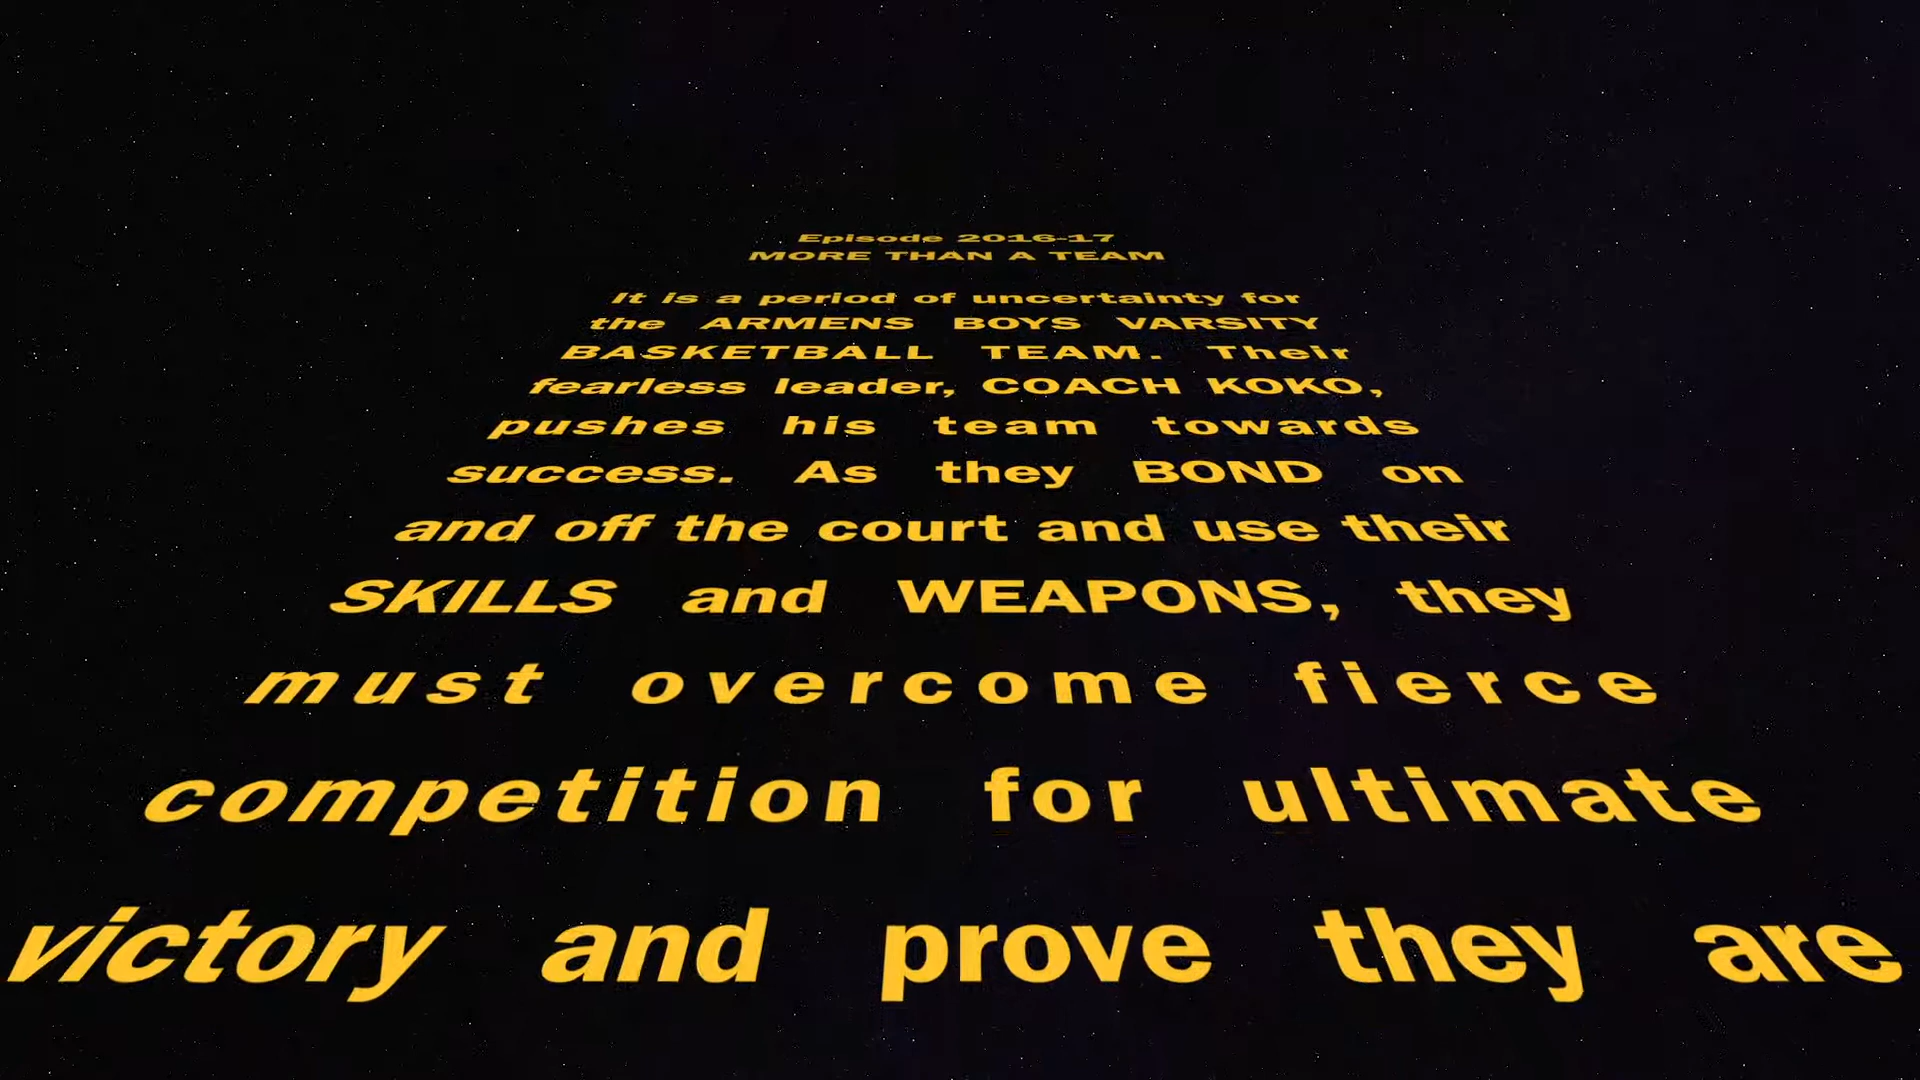 Episode 2016-17
MORE THAN A TEAM
It is a period of uncertainty for
the ARMENS BOYS VARSITY
BASKETBALL TEAM. Their
fearless leader, COACH KOKO,
pushes his team towards
success. As they BOND on
and off the court and use their
SKILLS and WEAPONS, they
must overcome fierce
competition for ultimate
victory and prove they are